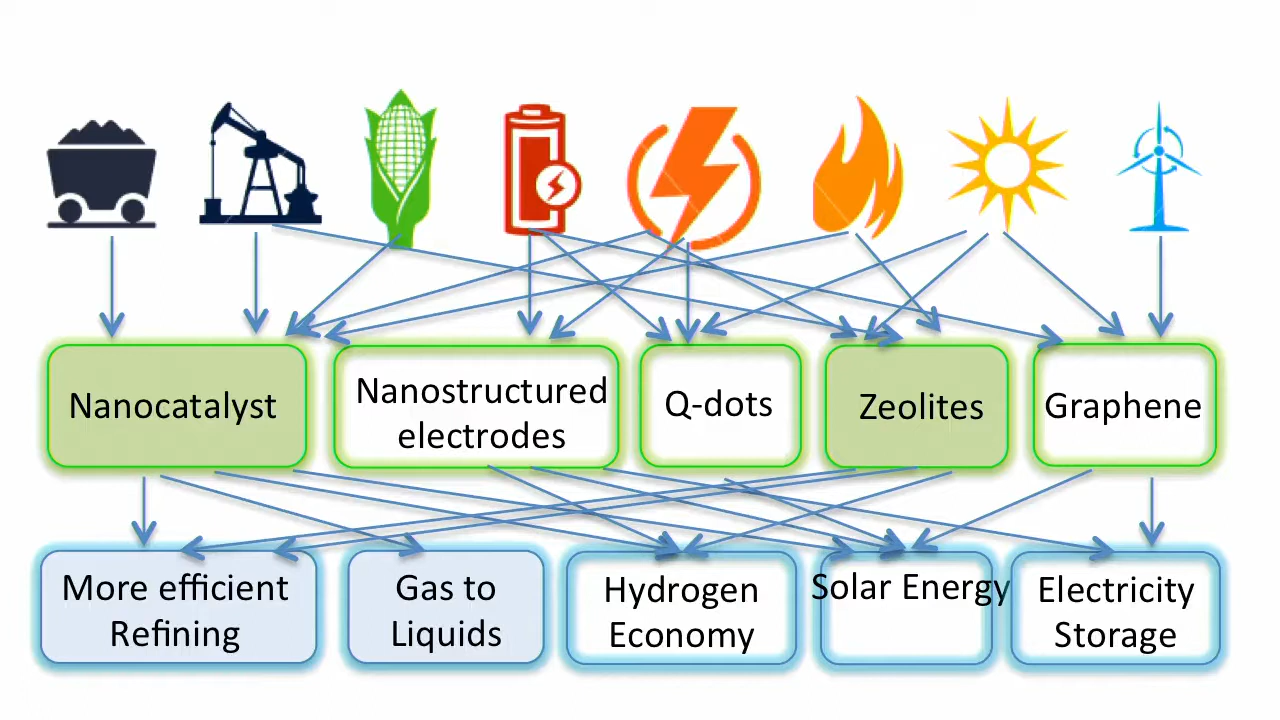 Nanocatalyst
Nanostructured
electrodes
Q-dots
Zeolites
Graphene
More efficient
Refining
Gas to
Liquids
Hydrogen
Economy
Solar Energy
Electricity
Storage